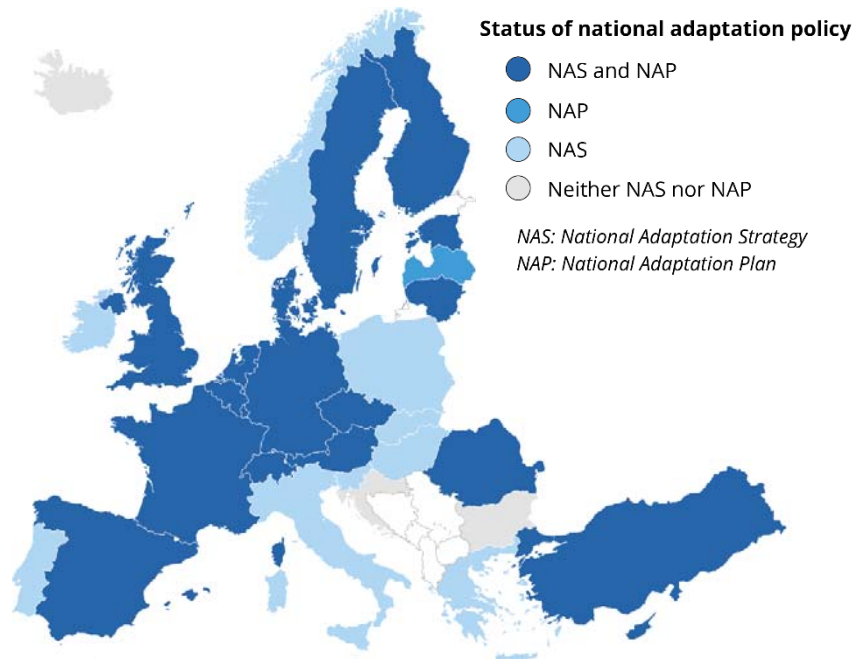 Status of national adaptation policy
NAS and NAP
NAP
NAS
Neither NAS nor NAP
NAS: National Adaptation Strategy
NAP: National Adaptation Plan